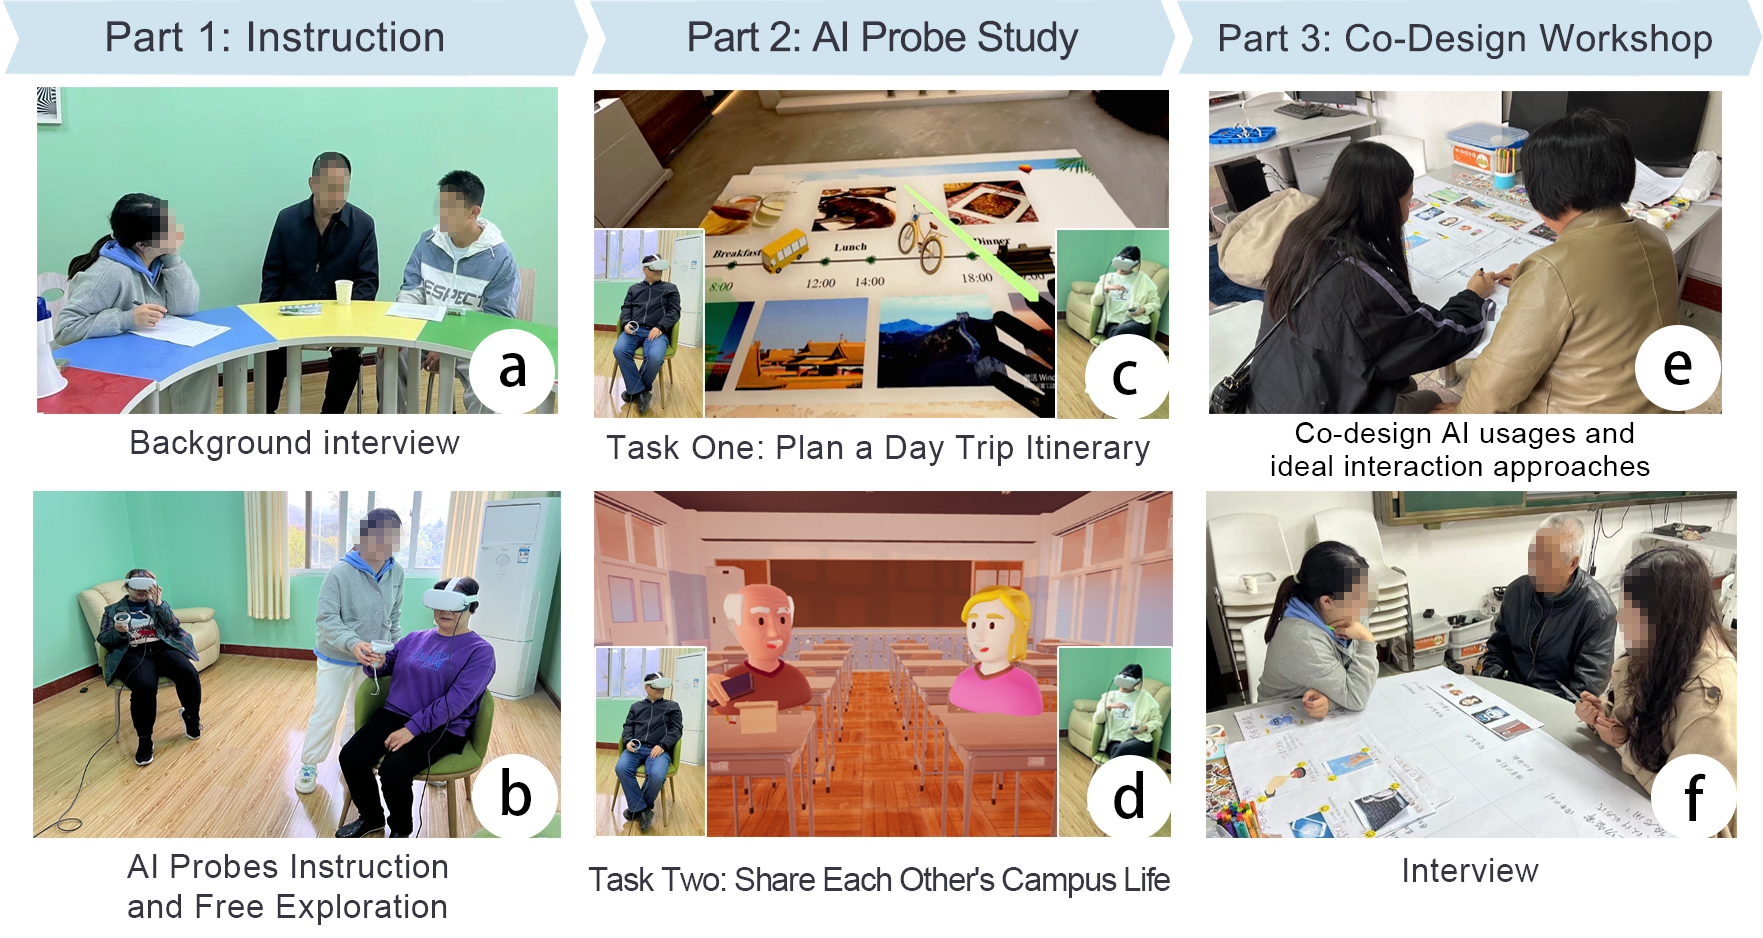 Part 1: Instruction
Part 2: AI Probe Study
Part 3: Co-Design Workshop
RESPECT
a
Breakfast
Lunch
Dinner
8:00
12:00
14:00
18:00
c
e
Background interview
Task One: Plan a Day Trip Itinerary
Co-design AI usages and
ideal interaction approaches
b
d
f
AI Probes Instruction
and Free Exploration
Task Two: Share Each Other's Campus Life
Interview